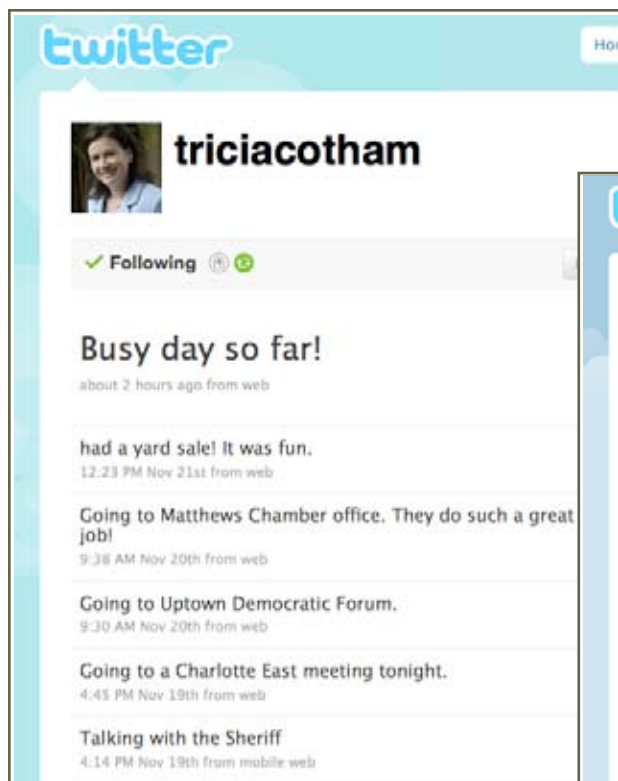 twitter
triciacotham
Following
Busy day so far!
about 2 hours ago from web
had a yard sale! It was fun.
12:23 PM Nov 21st from web
Going to Matthews Chamber office. They do such a great
job!
9:38 AM Nov 20th from web
Going to Uptown Democratic Forum.
9:30 AM Nov 20th from web
Going to a Charlotte East meeting tonight.
4:45 PM Nov 19th from web
Talking with the Sheriff
4:14 PM Nov 19th from mobile web